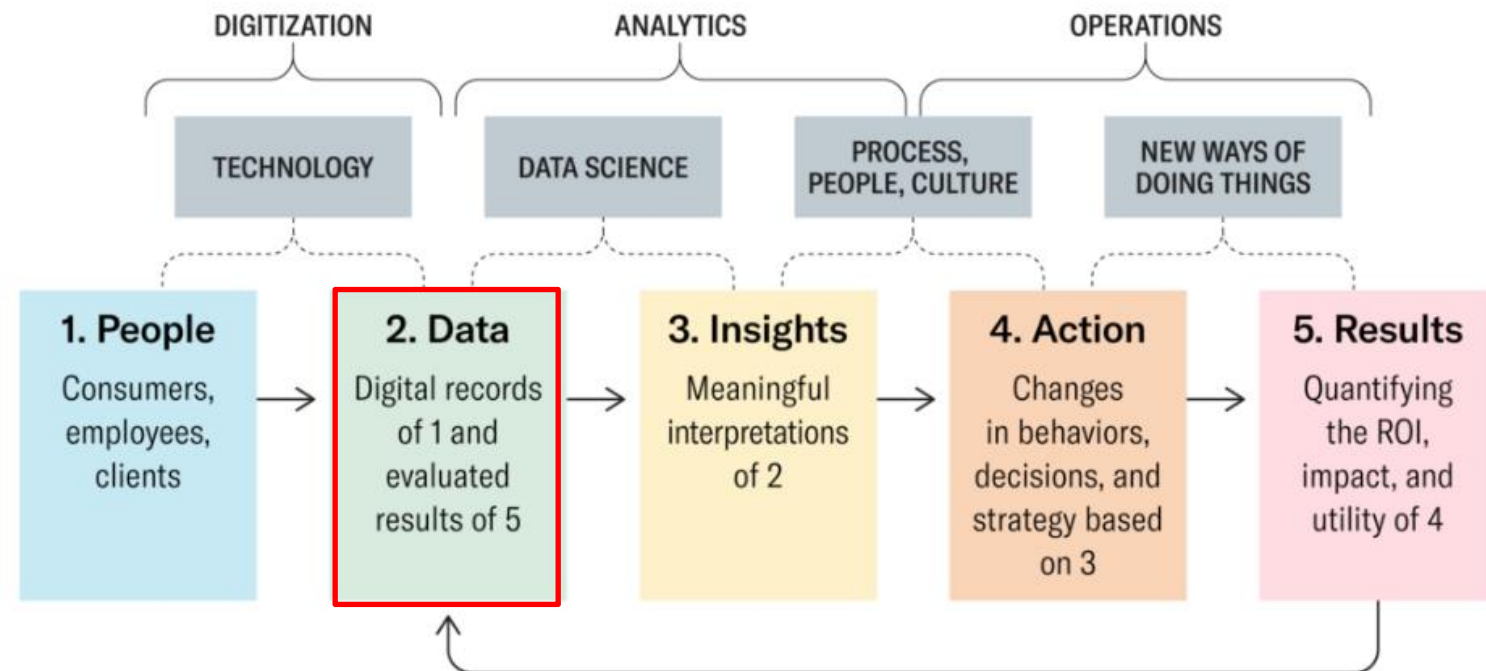 DIGITIZATION
ANALYTICS
OPERATIONS
TECHNOLOGY
DATA SCIENCE
PROCESS,
PEOPLE, CULTURE
NEW WAYS OF
DOING THINGS
1. People
Consumers,
employees,
clients
2. Data
Digital records
of 1 and
evaluated
results of 5
3. Insights
Meaningful
interpretations
of 2
4. Action
Changes
in behaviors,
decisions, and
strategy based
on 3
5. Results
Quantifying
the ROI,
impact, and
utility of 4